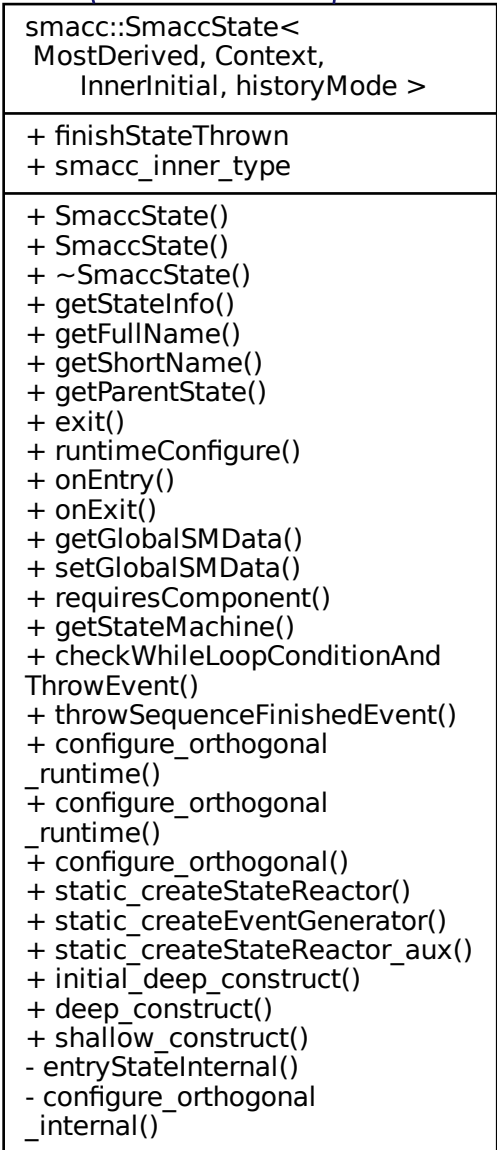 smacc::SmaccState<
MostDerived, Context,
InnerInitial, historyMode >
+ finishStateThrown
+ smacc_inner_type
+ SmaccState()
+ SmaccState()
+ ~SmaccState()
+ getStateInfo()
+ getFullName()
+ getShortName()
+ getParentState()
+ exit()
+ runtimeConfigure()
+ onEntry()
+ onExit()
+ getGlobalSMData()
+ setGlobalSMData()
+ requiresComponent()
+ getStateMachine()
+ checkWhileLoopConditionAnd
ThrowEvent()
+ throwSequenceFinishedEvent()
+ configure_orthogonal
_runtime()
+ configure_orthogonal
_runtime()
+ configure_orthogonal()
+ static_createStateReactor()
+ static_createEventGenerator()
+ static_createStateReactor_aux()
+ initial_deep_construct()
+ deep_construct()
+ shallow_construct()
- entryStateInternal()
- configure_orthogonal
_internal()